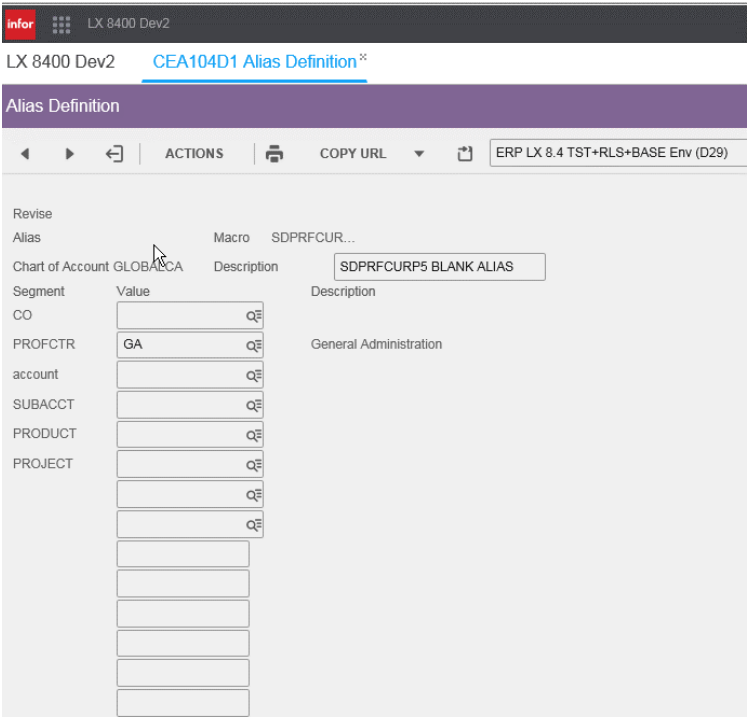 infor LX 8400 Dev2
LX 8400 Dev2 CEA104D1 Alias Definition ×
Alias Definition
ACTIONS COPY URL ERP LX 8.4 TST+RLS+BASE Env (D29)
Revise
Alias Macro SDPRFCUR...
Chart of Account GLOBALCA Description SDPRFCURP5 BLANK ALIAS
Segment Value Description
CO
PROFCTR GA General Administration
account
SUBACCT
PRODUCT
PROJECT